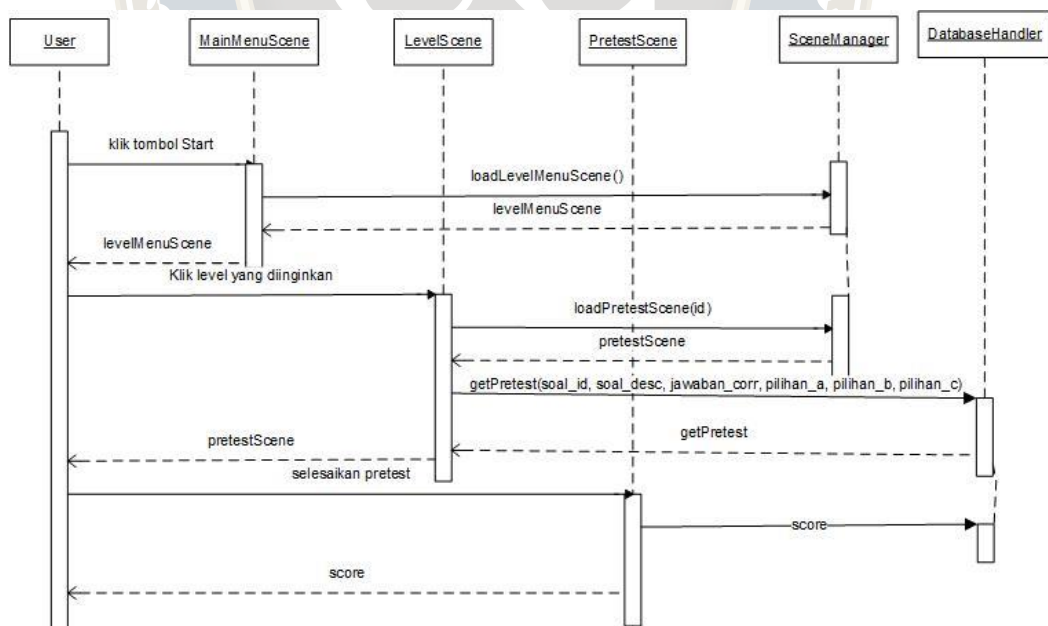 User
MainMenuScene
LevelScene
PretestScene
SceneManager
DatabaseHandler
klik tombol Start
loadLevelMenuScene()
levelMenuScene
levelMenuScene
Klik level yang diinginkan
loadPretestScene(id)
pretestScene
getPretest(soal_id, soal_desc, jawaban_corr, pilihan_a, pilihan_b, pilihan_c)
getPretest
pretestScene
selesaikan pretest
score
score